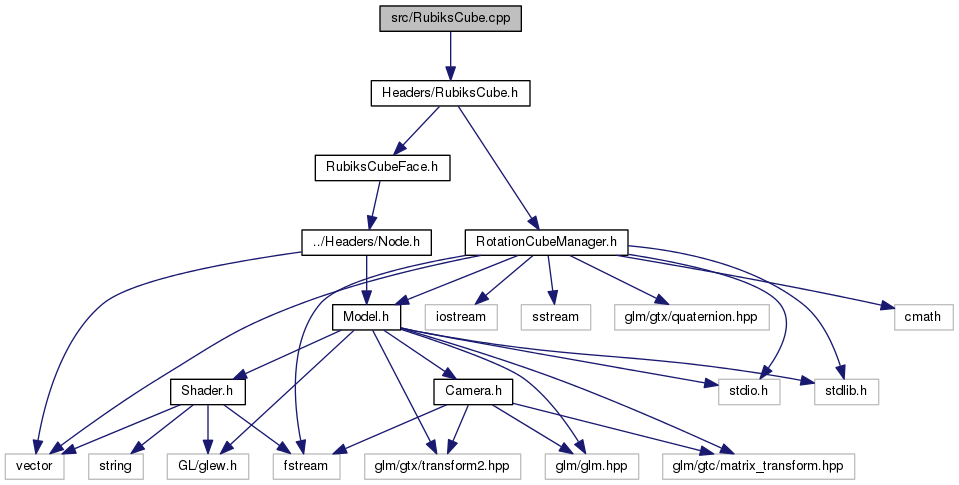 src/RubiksCube.cpp
Headers/RubiksCube.h
RubiksCubeFace.h
../Headers/Node.h
RotationCubeManager.h
Model.h
iostream
sstream
glm/gtx/quaternion.hpp
cmath
Shader.h
Camera.h
stdio.h
stdlib.h
vector
string
GL/glew.h
fstream
glm/gtx/transform2.hpp
glm/glm.hpp
glm/gtc/matrix_transform.hpp